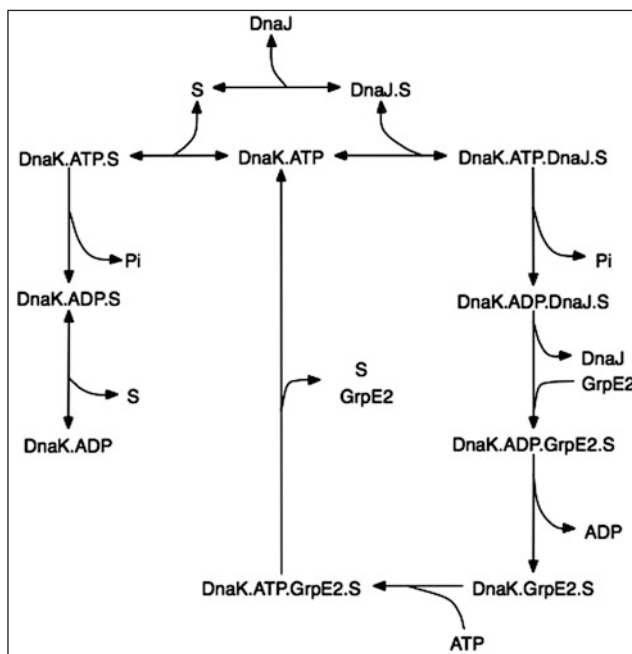 DnaJ
S
DnaJ.S
DnaK.ATP.S
DnaK.ATP
DnaK.ATP.DnaJ.S
Pi
Pi
DnaK.ADP.S
DnaK.ADP.DnaJ.S
DnaJ
S
GrpE2
GrpE2
S
DnaK.ADP
DnaK.ADP.GrpE2.S
ADP
DnaK.ATP.GrpE2.S
DnaK.GrpE2.S
ATP